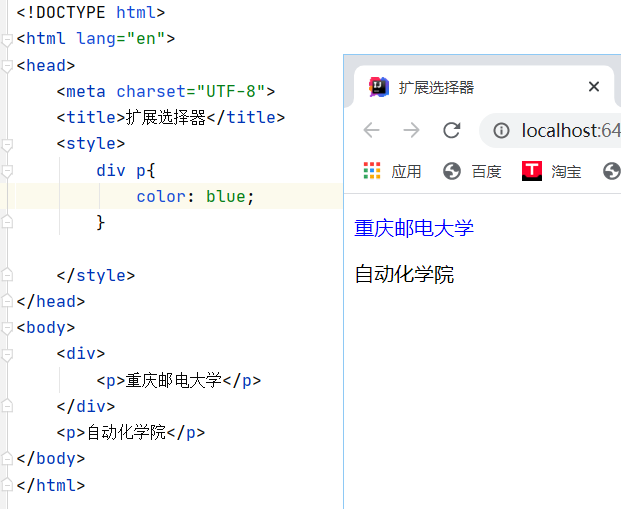 <!DOCTYPE html>
<html lang="en">
<head>
    <meta charset="UTF-8">
    <title>扩展选择器</title>
    <style>
        div p{
            color: blue;
        }
    </style>
</head>
<body>
    <div>
        <p>重庆邮电大学</p>
    </div>
    <p>自动化学院</p>
</body>
</html>
扩展选择器
localhost:64
应用 百度 淘宝
重庆邮电大学
自动化学院